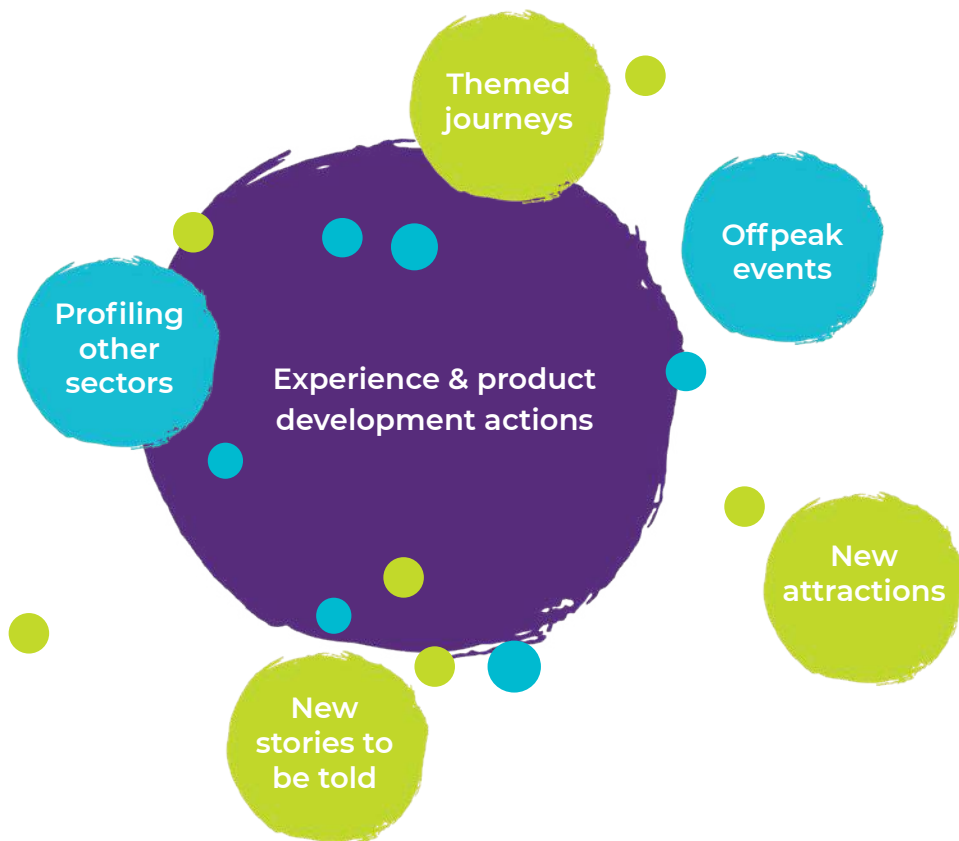 Themed
journeys
Offpeak
events
Profiling
other
sectors
Experience & product
development actions
New
attractions
New
stories to
be told